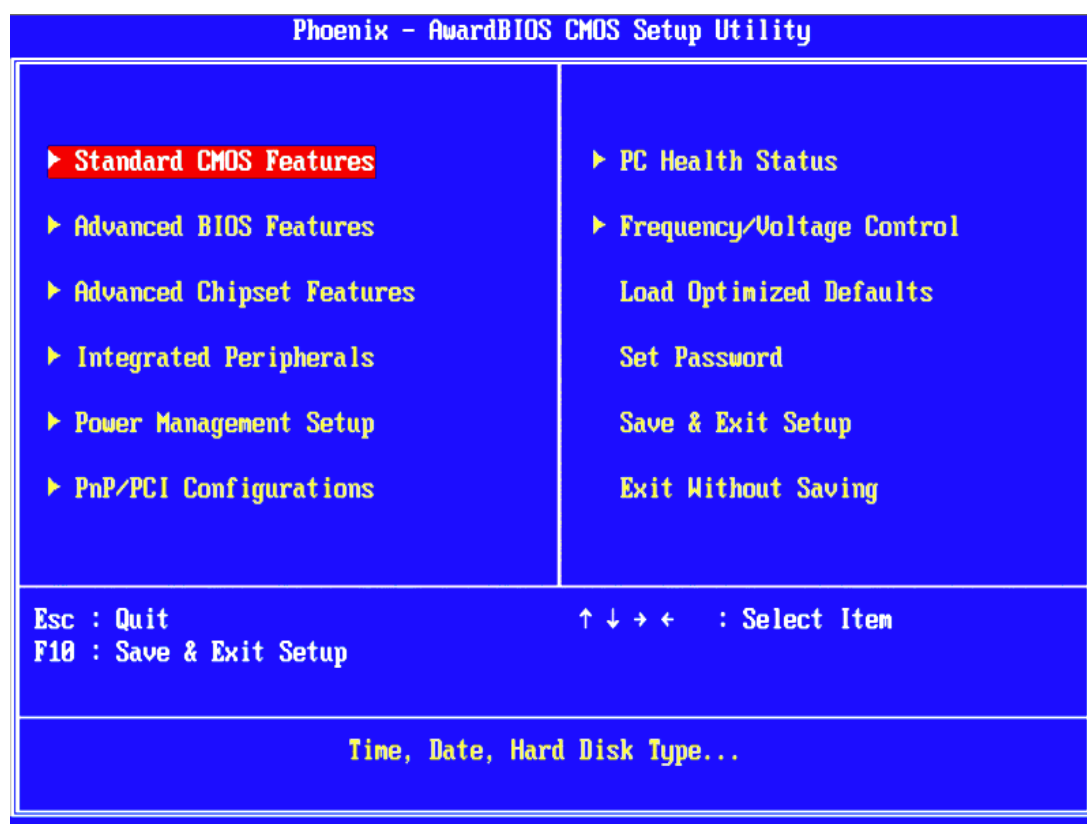 Phoenix - AwardBIOS CMOS Setup Utility
▶ Standard CMOS Features
▶ Advanced BIOS Features
▶ Advanced Chipset Features
▶ Integrated Peripherals
▶ Power Management Setup
▶ PnP/PCI Configurations
▶ PC Health Status
▶ Frequency/Voltage Control
Load Optimized Defaults
Set Password
Save & Exit Setup
Exit Without Saving
Esc : Quit
F10 : Save & Exit Setup
↑ ↓ → ← : Select Item
Time, Date, Hard Disk Type...